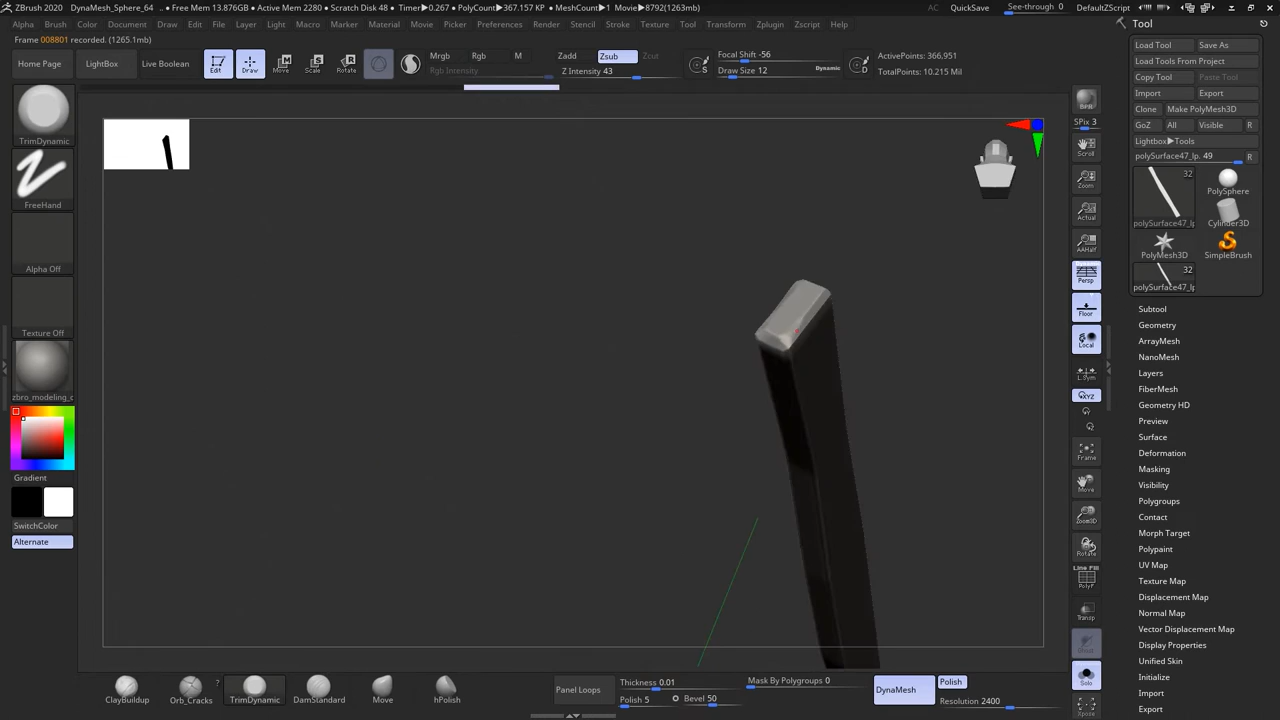 ZBrush 2020 DynaMesh_Sphere_64 .. • Free Mem 13.876GB • Active Mem 2280 • Scratch Disk 48 • Timer▶0.267 • PolyCount▶367.157 KP • MeshCount▶1 Movie▶8792(1263mb)
QuickSave See-through 0 DefaultZScript
Alpha Brush Color Document Draw Edit File Layer Light Macro Marker Material Movie Picker Preferences Render Stencil Stroke Texture Tool Transform Zplugin Zscript
Tool
Frame 008801 recorded. (1265.1mb)
Home Page LightBox Live Boolean
Edit Draw Move Scale Rotate
Mrgb Rgb M
Rgb Intensity
Zadd Zsub Zcut
Z Intensity 43
S
Focal Shift -56
Draw Size 12 Dynamic
D
ActivePoints: 366,951
TotalPoints: 10.215 Mil
Load Tool Save As
Load Tools From Project
Copy Tool Paste Tool
Import Export
Clone Make PolyMesh3D
GoZ All Visible R
Lightbox▶Tools
polySurface47_lp. 49 R
32
PolySphere
polySurface47_lp
Cylinder3D
PolyMesh3D SimpleBrush
32
polySurface47_lp
TrimDynamic
FreeHand
Alpha Off
Texture Off
zbro_modeling_c
Gradient
SwitchColor
Alternate
BPR
SPix 3
Scroll
Zoom
Actual
AAHalf
Persp
Floor
Local
L.Sym
XYZ
Frame
Move
Zoom3D
Rotate
Line Fill
PolyF
Transp
Solo
Xpose
Subtool
Geometry
ArrayMesh
NanoMesh
Layers
FiberMesh
Geometry HD
Preview
Surface
Deformation
Masking
Visibility
Polygroups
Contact
Morph Target
Polypaint
UV Map
Texture Map
Displacement Map
Normal Map
Vector Displacement Map
Display Properties
Unified Skin
Initialize
Import
Export
Claybuildup Orb_Cracks ? TrimDynamic DamStandard Move hPolish
Panel Loops
Thickness 0.01
Polish 5 Bevel 50
Mask By Polygroups 0
DynaMesh
Polish
Resolution 2400